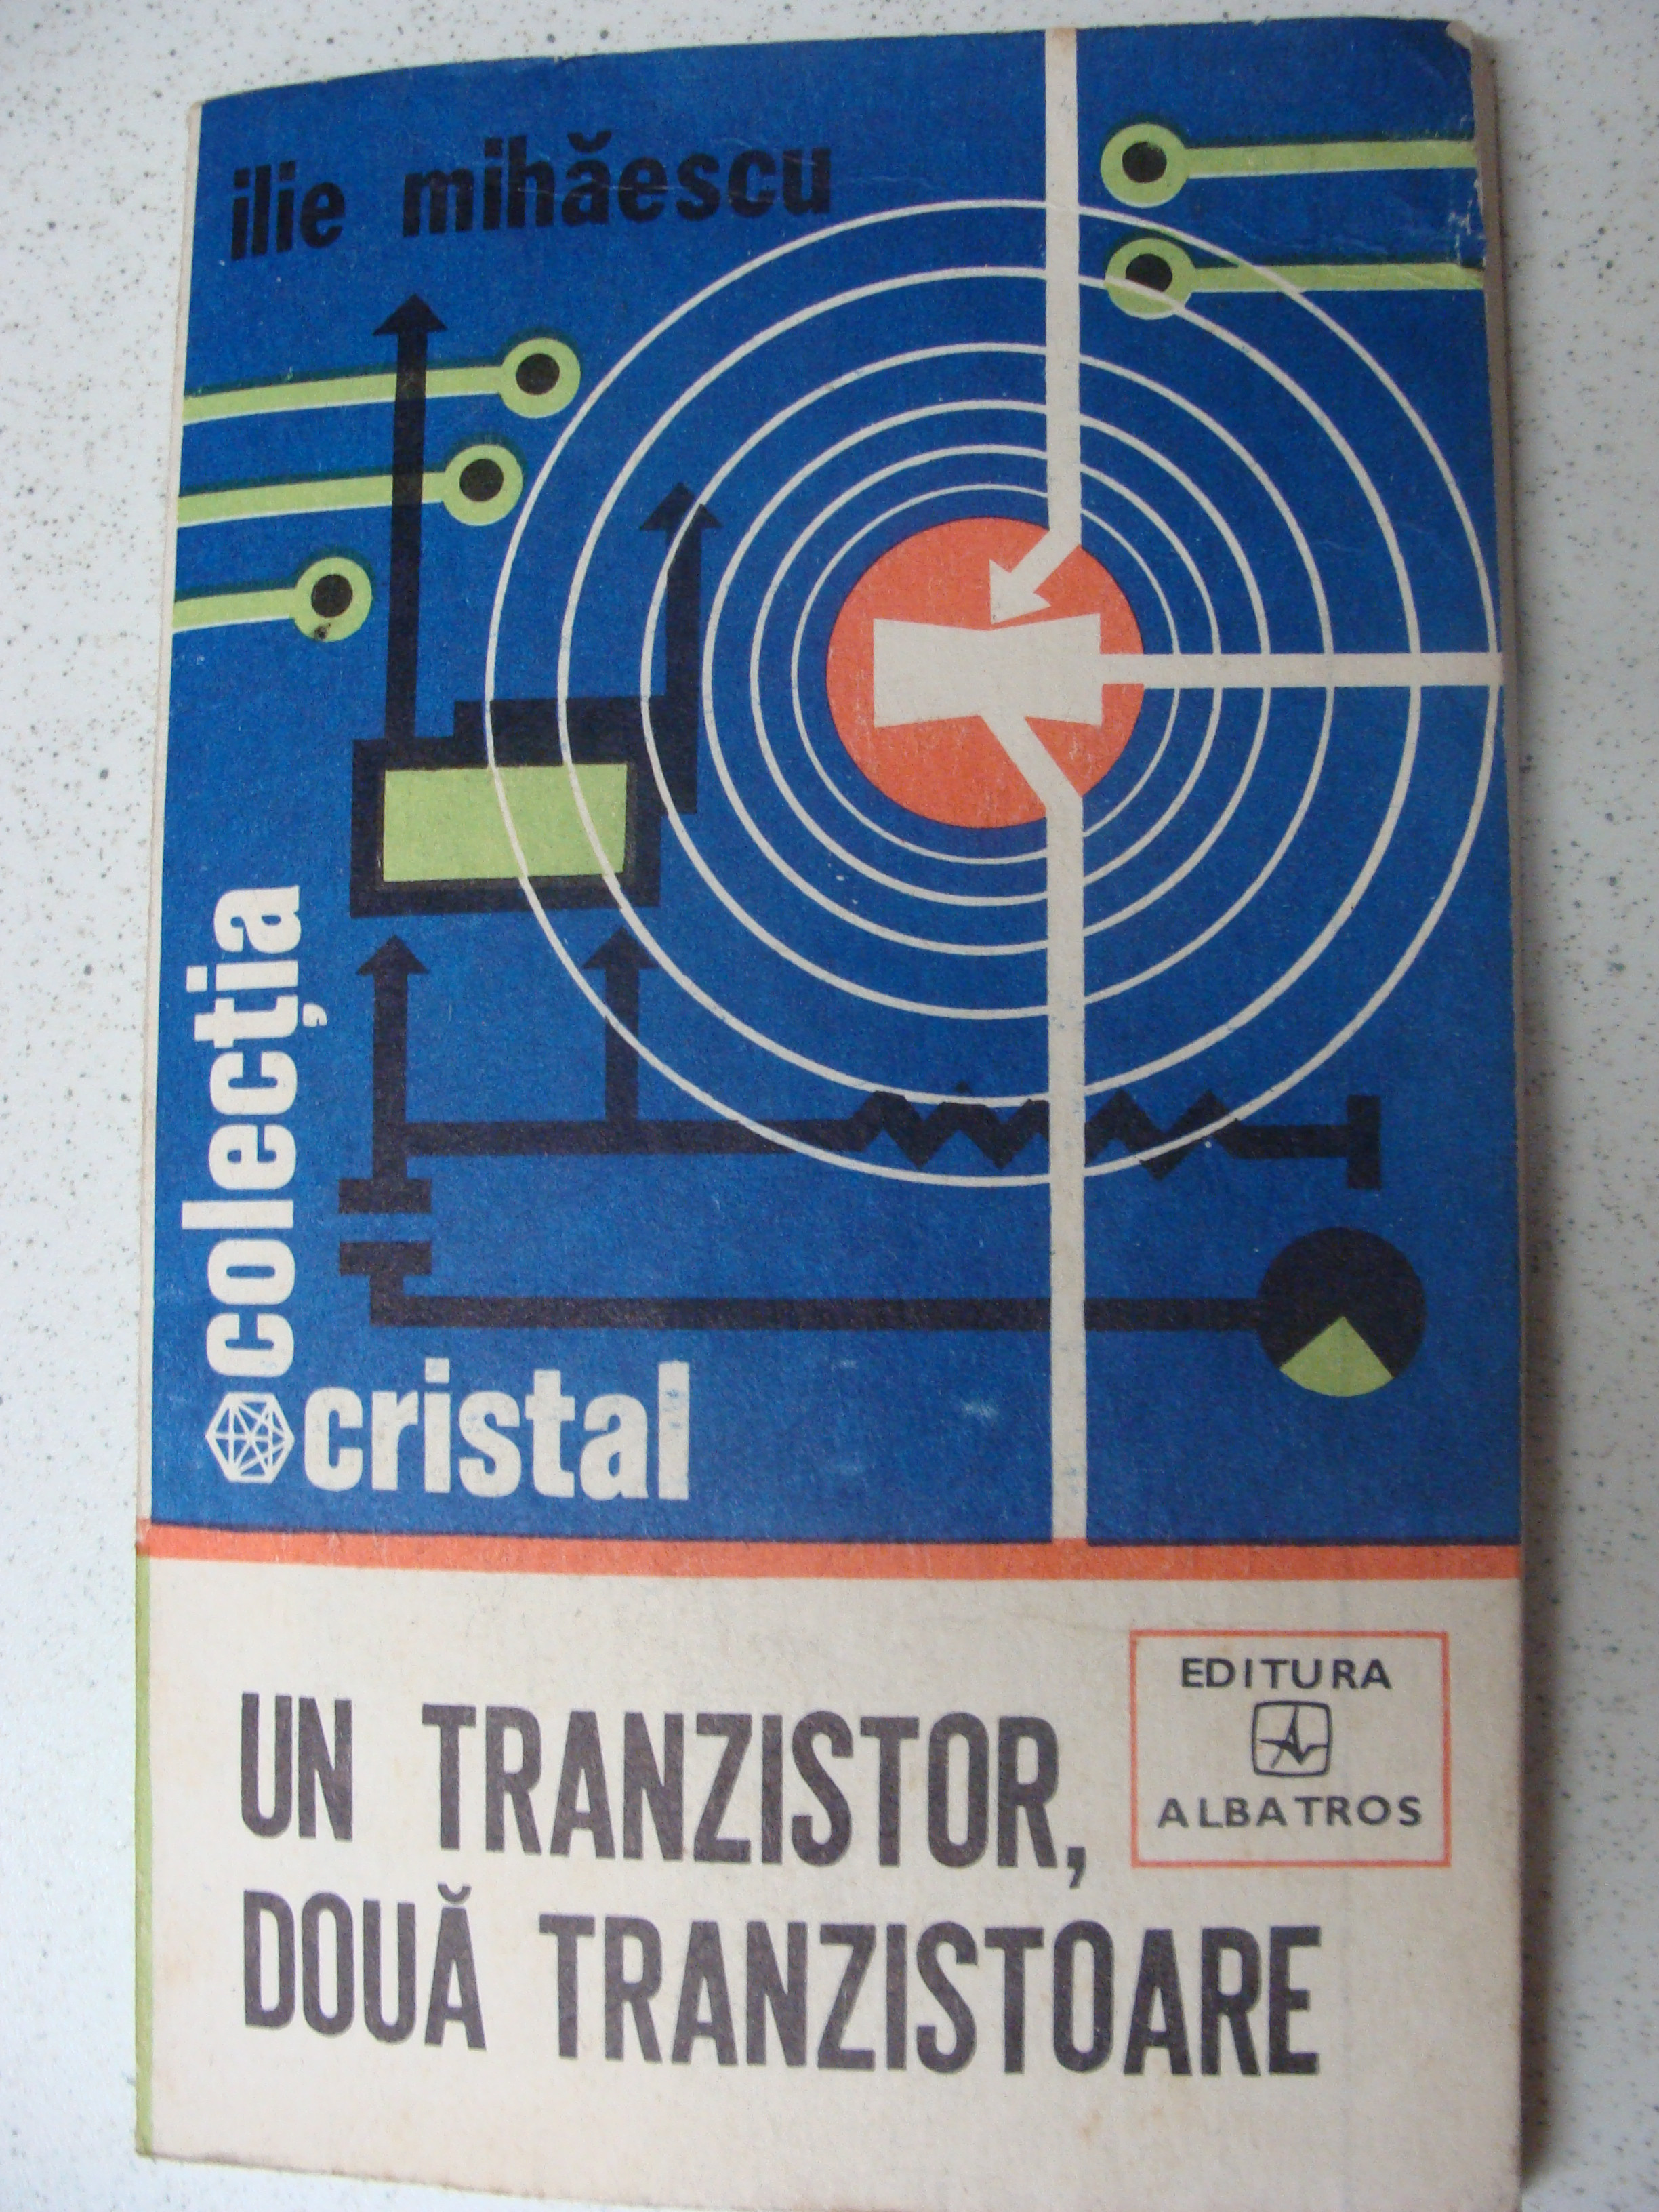 ilie mihăescu
colecția
cristal
EDITURA
ALBATROS
UN TRANZISTOR,
DOUĂ TRANZISTOARE